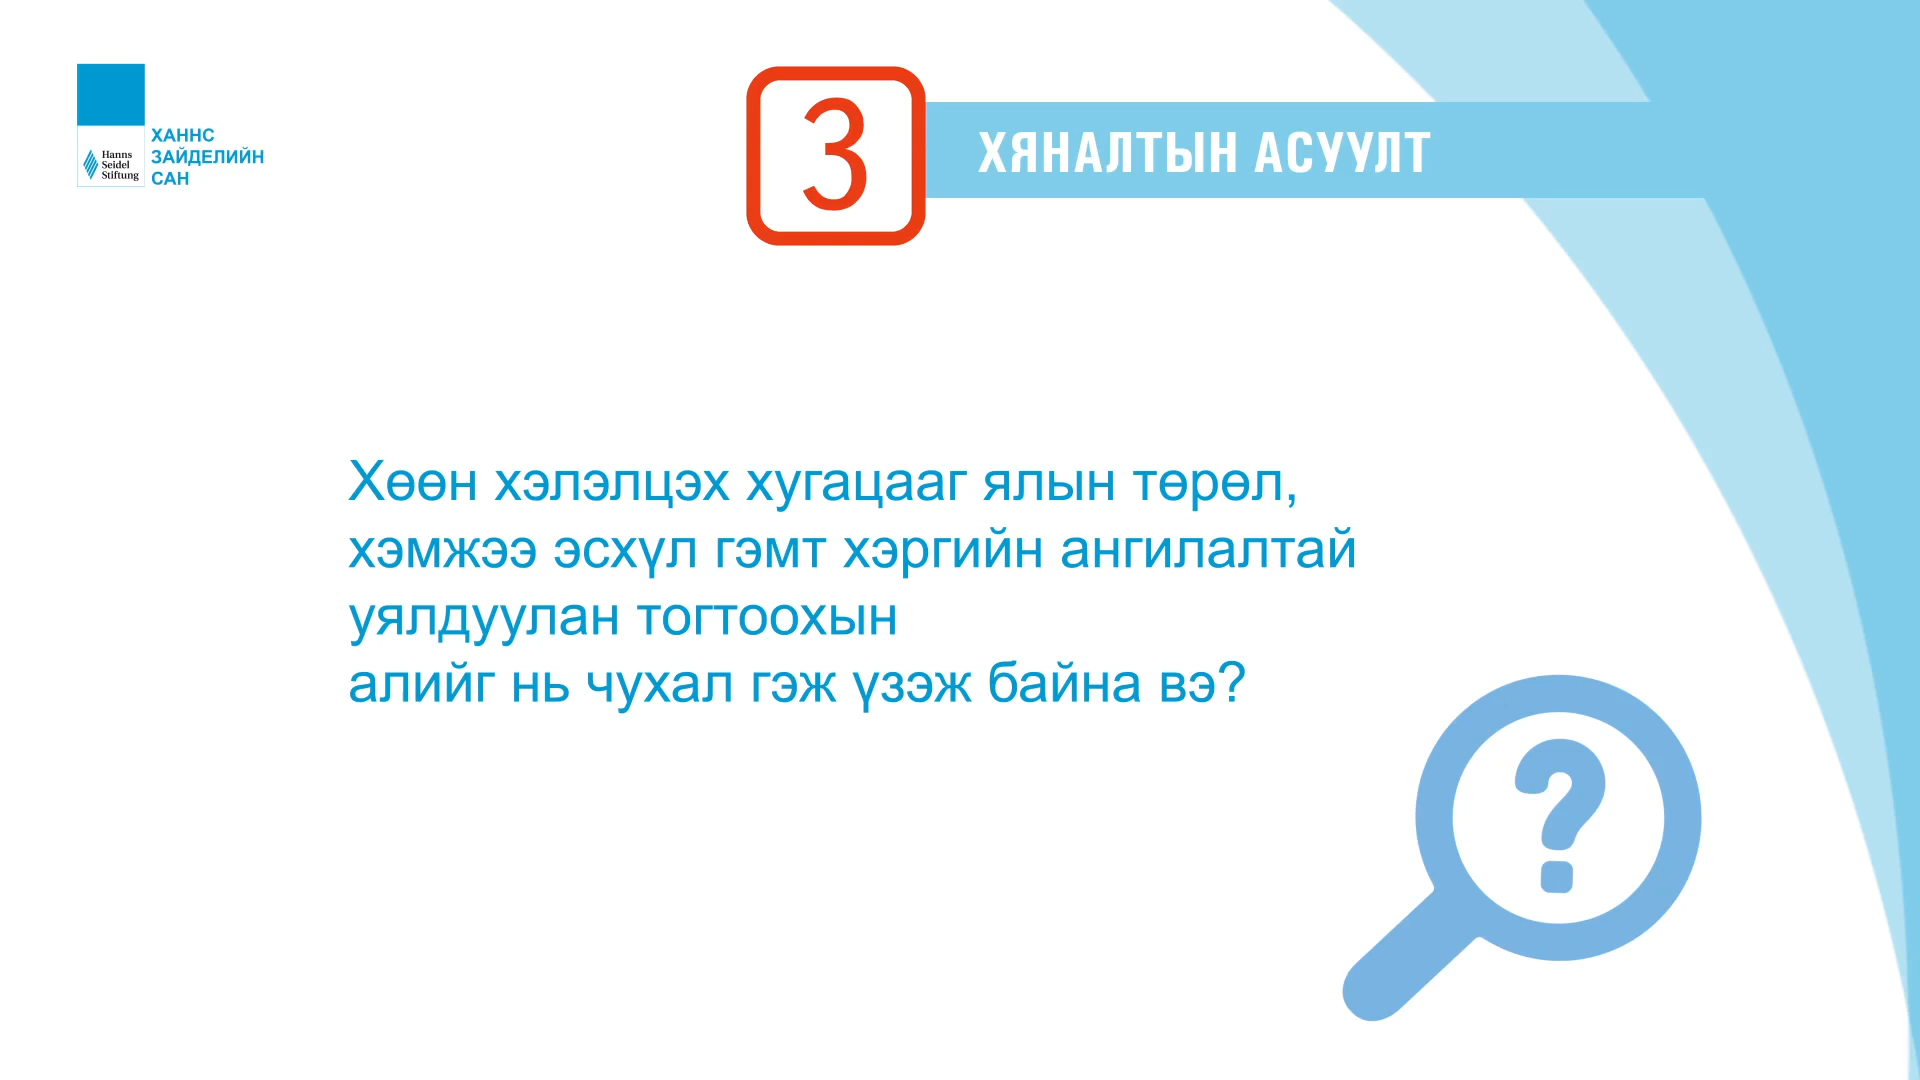 ХАННС
ЗАЙДЕЛИЙН
САН
Hanns
Seidel
Stiftung
3
ХЯНАЛТЫН АСУУЛТ
Хөөн хэлэлцэх хугацааг ялын төрөл,
хэмжээ эсхүл гэмт хэргийн ангилалтай
уялдуулан тогтоохын
алийг нь чухал гэж үзэж байна вэ?
?